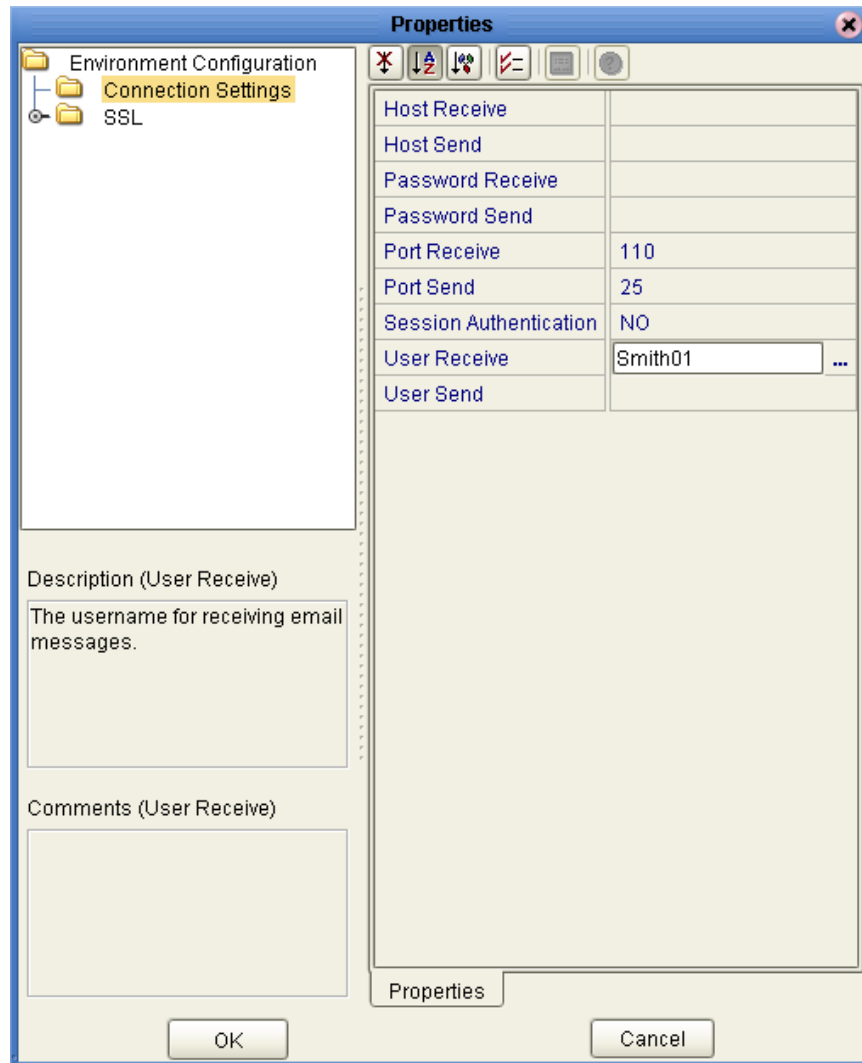 Properties
Environment Configuration
Connection Settings
SSL
Description (User Receive)
The username for receiving email
messages.
Comments (User Receive)
Host Receive
Host Send
Password Receive
Password Send
Port Receive 110
Port Send 25
Session Authentication NO
User Receive Smith01 ...
User Send
Properties
OK
Cancel